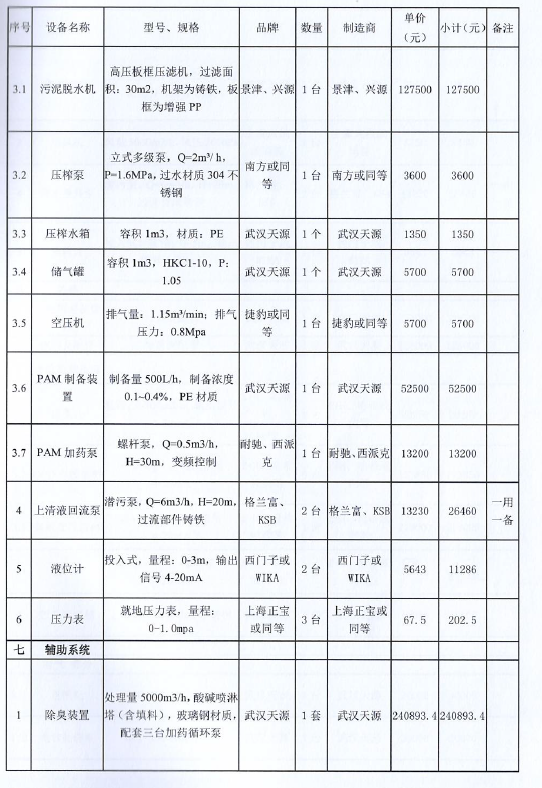 序号 设备名称 型号、规格 品牌 数量 制造商 单价（元） 小计（元） 备注
3.1 污泥脱水机 高压板框压滤机，过滤面积：30m2，机架为铸铁，板框为增强 PP 景津、兴源 1 台 景津、兴源 127500 127500
3.2 压榨泵 立式多级泵，Q=2m³/ h，P=1.6MPa，过水材质 304 不锈钢 南方或同等 1 台 南方或同等 3600 3600
3.3 压榨水箱 容积 1m3，材质：PE 武汉天源 1 个 武汉天源 1350 1350
3.4 储气罐 容积 1m3，HKC1-10，P：1.05 武汉天源 1 个 武汉天源 5700 5700
3.5 空压机 排气量：1.15m³/min；排气压力：0.8Mpa 捷豹或同等 1 台 捷豹或同等 5700 5700
3.6 PAM 制备装置 制备量 500L/h，制备浓度 0.1~0.4%，PE 材质 武汉天源 1 台 武汉天源 52500 52500
3.7 PAM 加药泵 螺杆泵，Q=0.5m3/h，H=30m，变频控制 耐驰、西派克 1 台 耐驰、西派克 13200 13200
4 上清液回流泵 潜污泵，Q=6m3/h，H=20m，过流部件铸铁 格兰富、KSB 2 台 格兰富、KSB 13230 26460 一用一备
5 液位计 投入式，量程：0-3m，输出信号 4-20mA 西门子或WIKA 2 台 西门子或WIKA 5643 11286
6 压力表 就地压力表，量程：0-1.0mpa 上海正宝或同等 3 台 上海正宝或同等 67.5 202.5
七 辅助系统
1 除臭装置 处理量 5000m3/h，酸碱喷淋塔（含填料），玻璃钢材质，配套三台加药循环泵 武汉天源 1 套 武汉天源 240893.4 240893.4